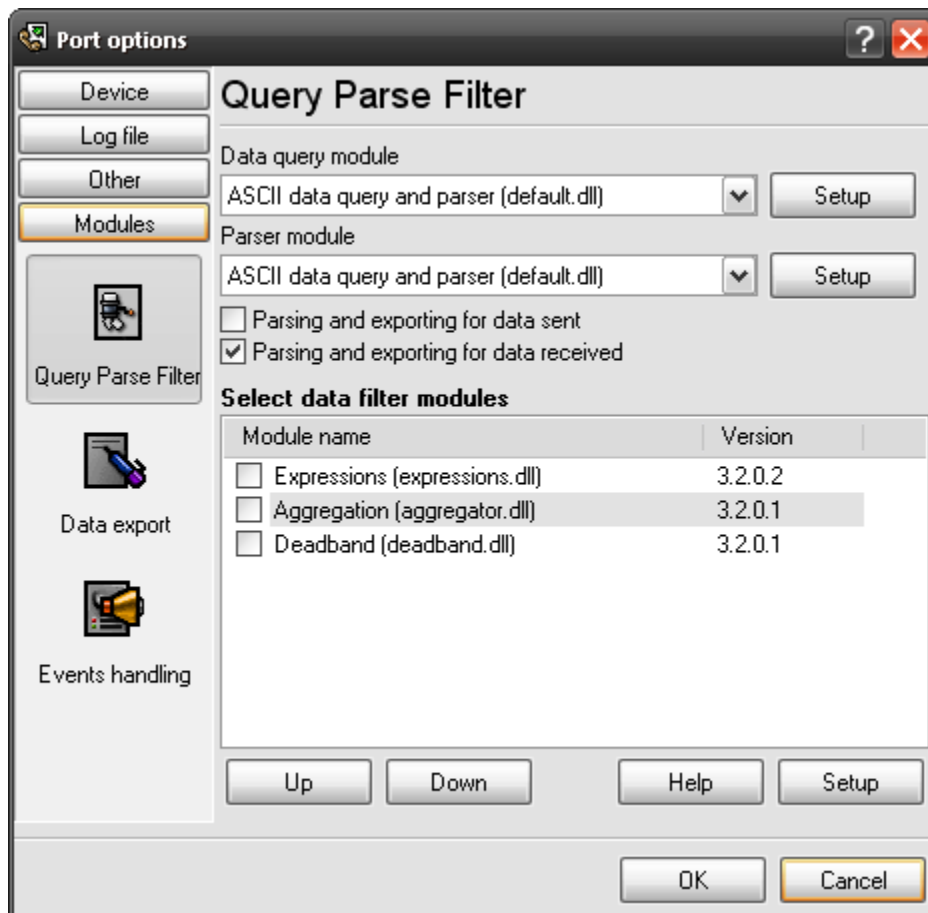 Port options
?
Device
Log file
Other
Modules
Query Parse Filter
Data export
Events handling
Query Parse Filter
Data query module
ASCII data query and parser (default.dll)
Setup
Parser module
ASCII data query and parser (default.dll)
Setup
Parsing and exporting for data sent
Parsing and exporting for data received
Select data filter modules
Module name Version
Expressions (expressions.dll) 3.2.0.2
Aggregation (aggregator.dll) 3.2.0.1
Deadband (deadband.dll) 3.2.0.1
Up Down Help Setup
OK Cancel